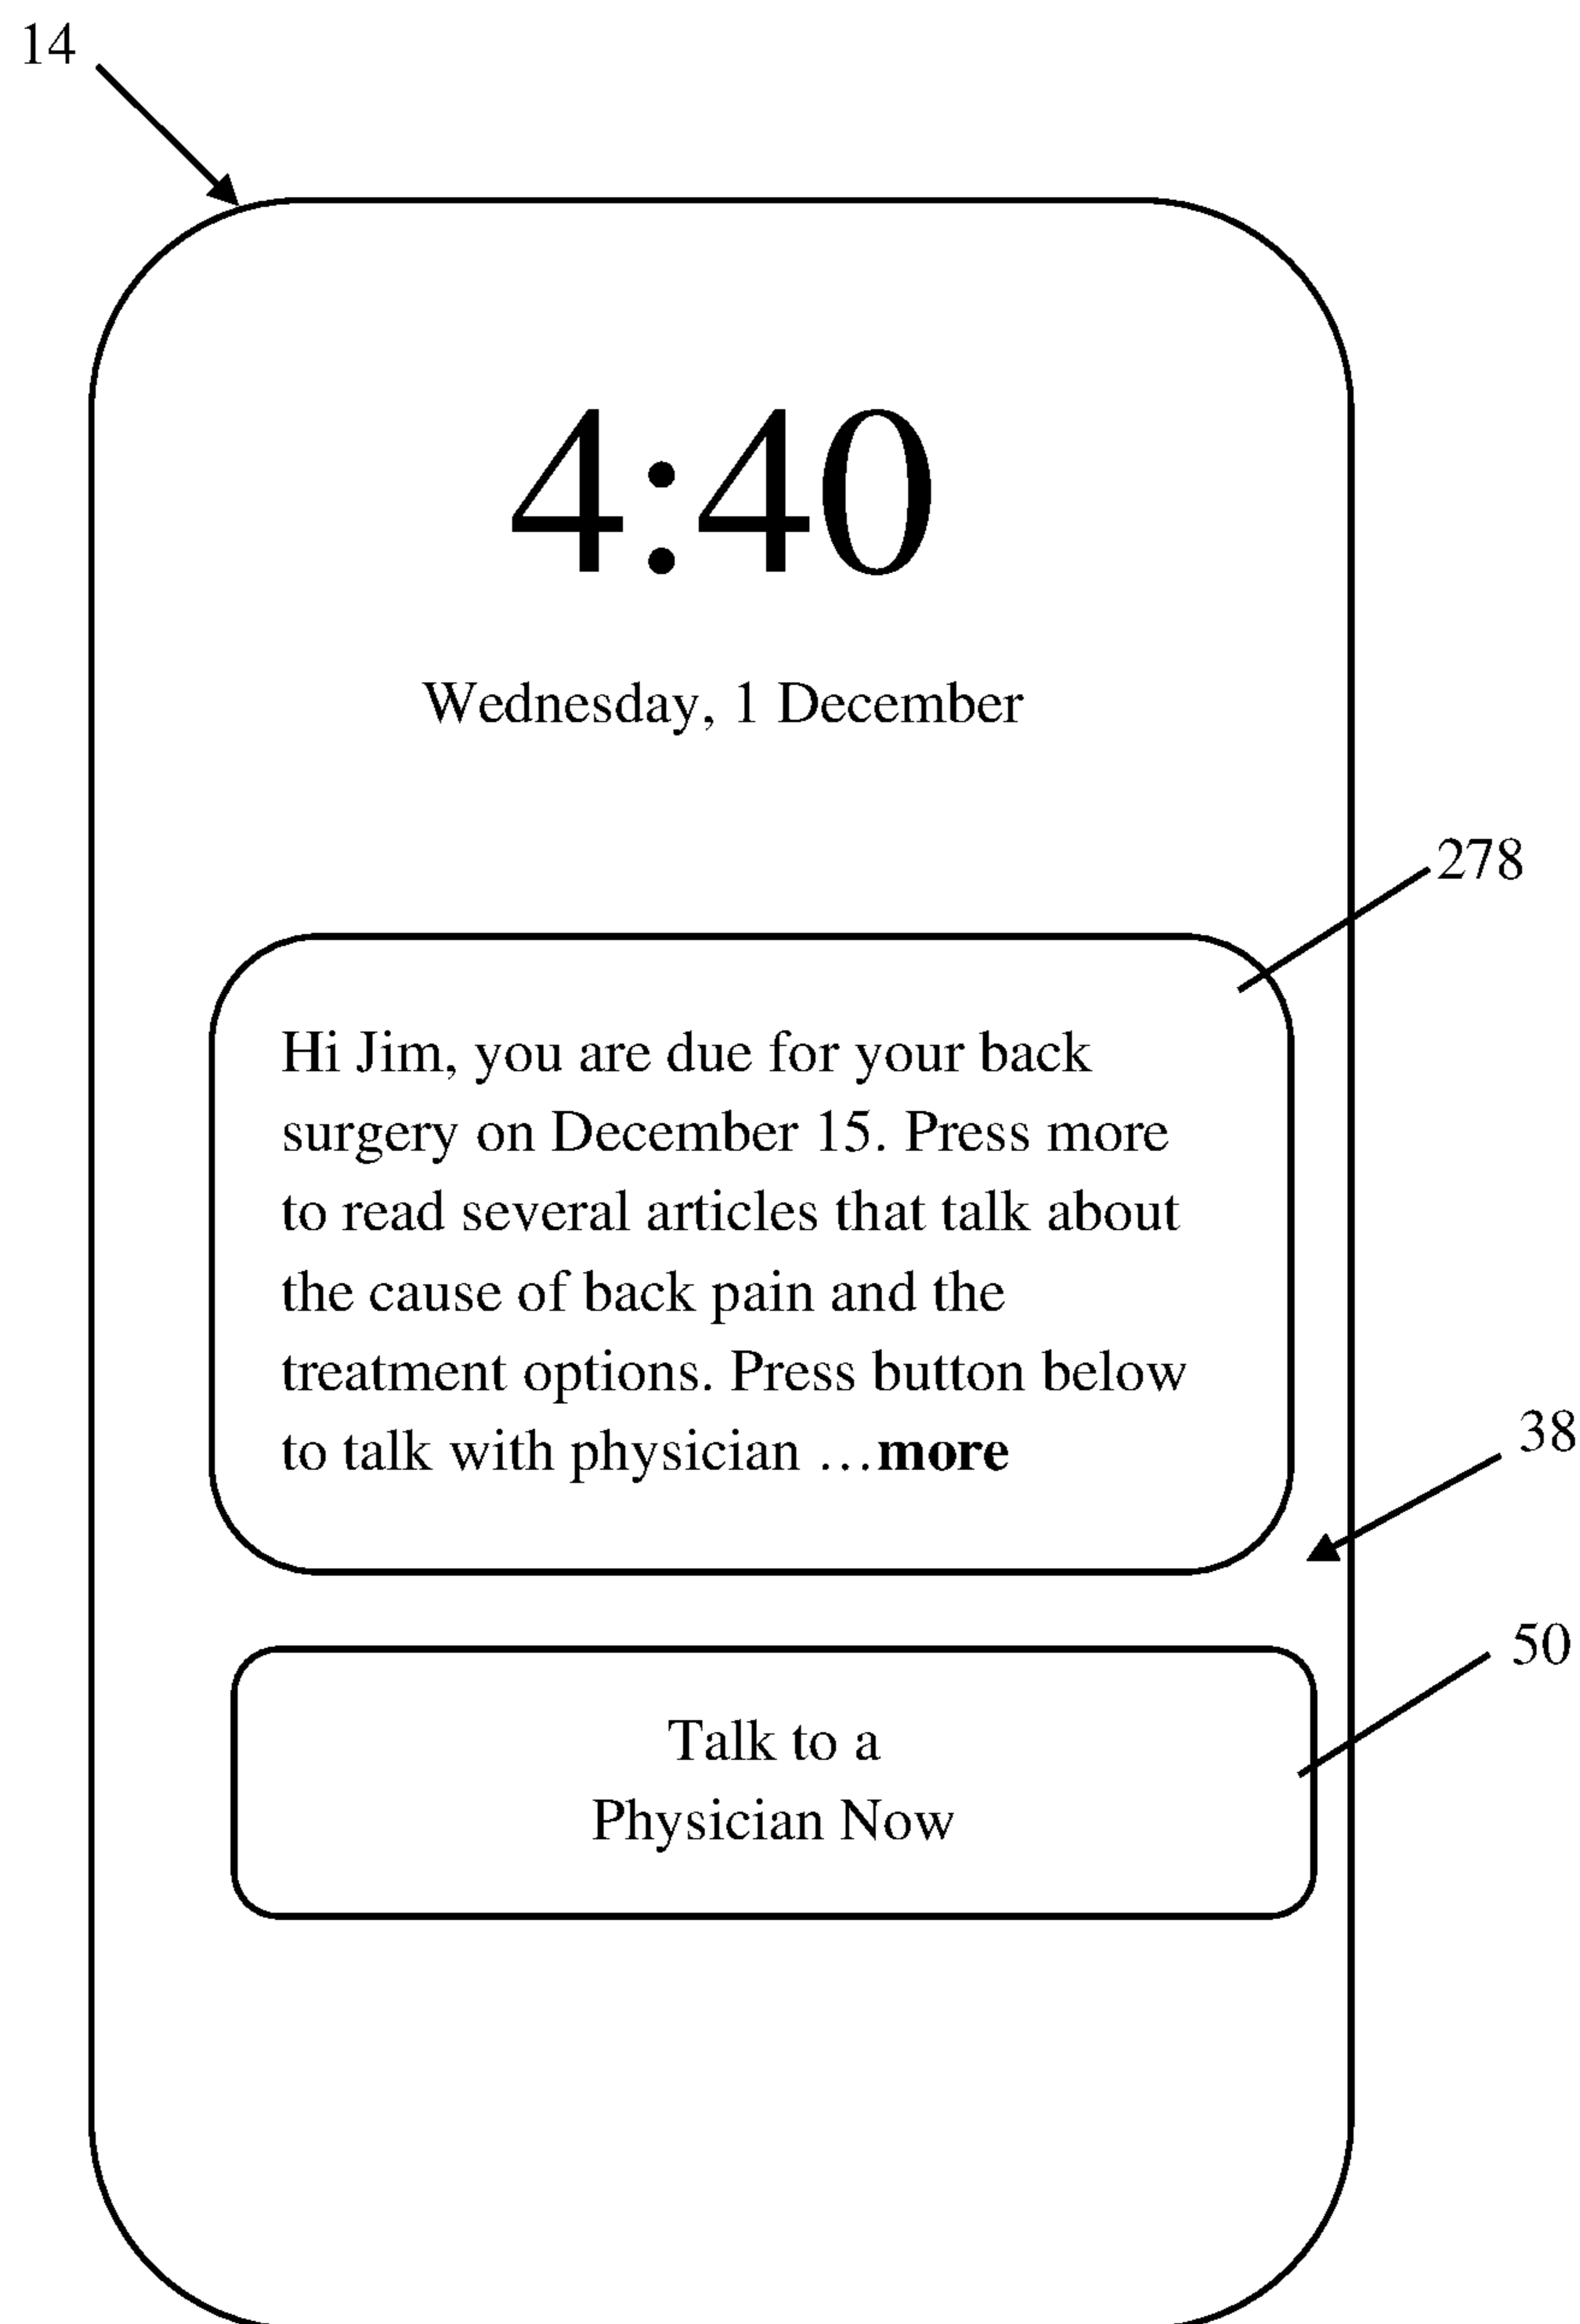 14
4:40
Wednesday, 1 December
278
Hi Jim, you are due for your back
surgery on December 15. Press more
to read several articles that talk about
the cause of back pain and the
treatment options. Press button below
to talk with physician …more
38
50
Talk to a
Physician Now